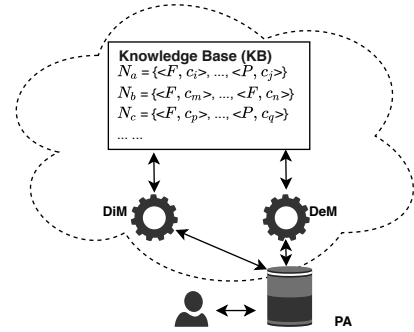 Knowledge Base (KB)
N_a = {<F, c_i>, ..., <P, c_j>}
N_b = {<F, c_m>, ..., <F, c_n>}
N_c = {<F, c_p>, ..., <P, c_q>}
... ...
DiM
DeM
PA